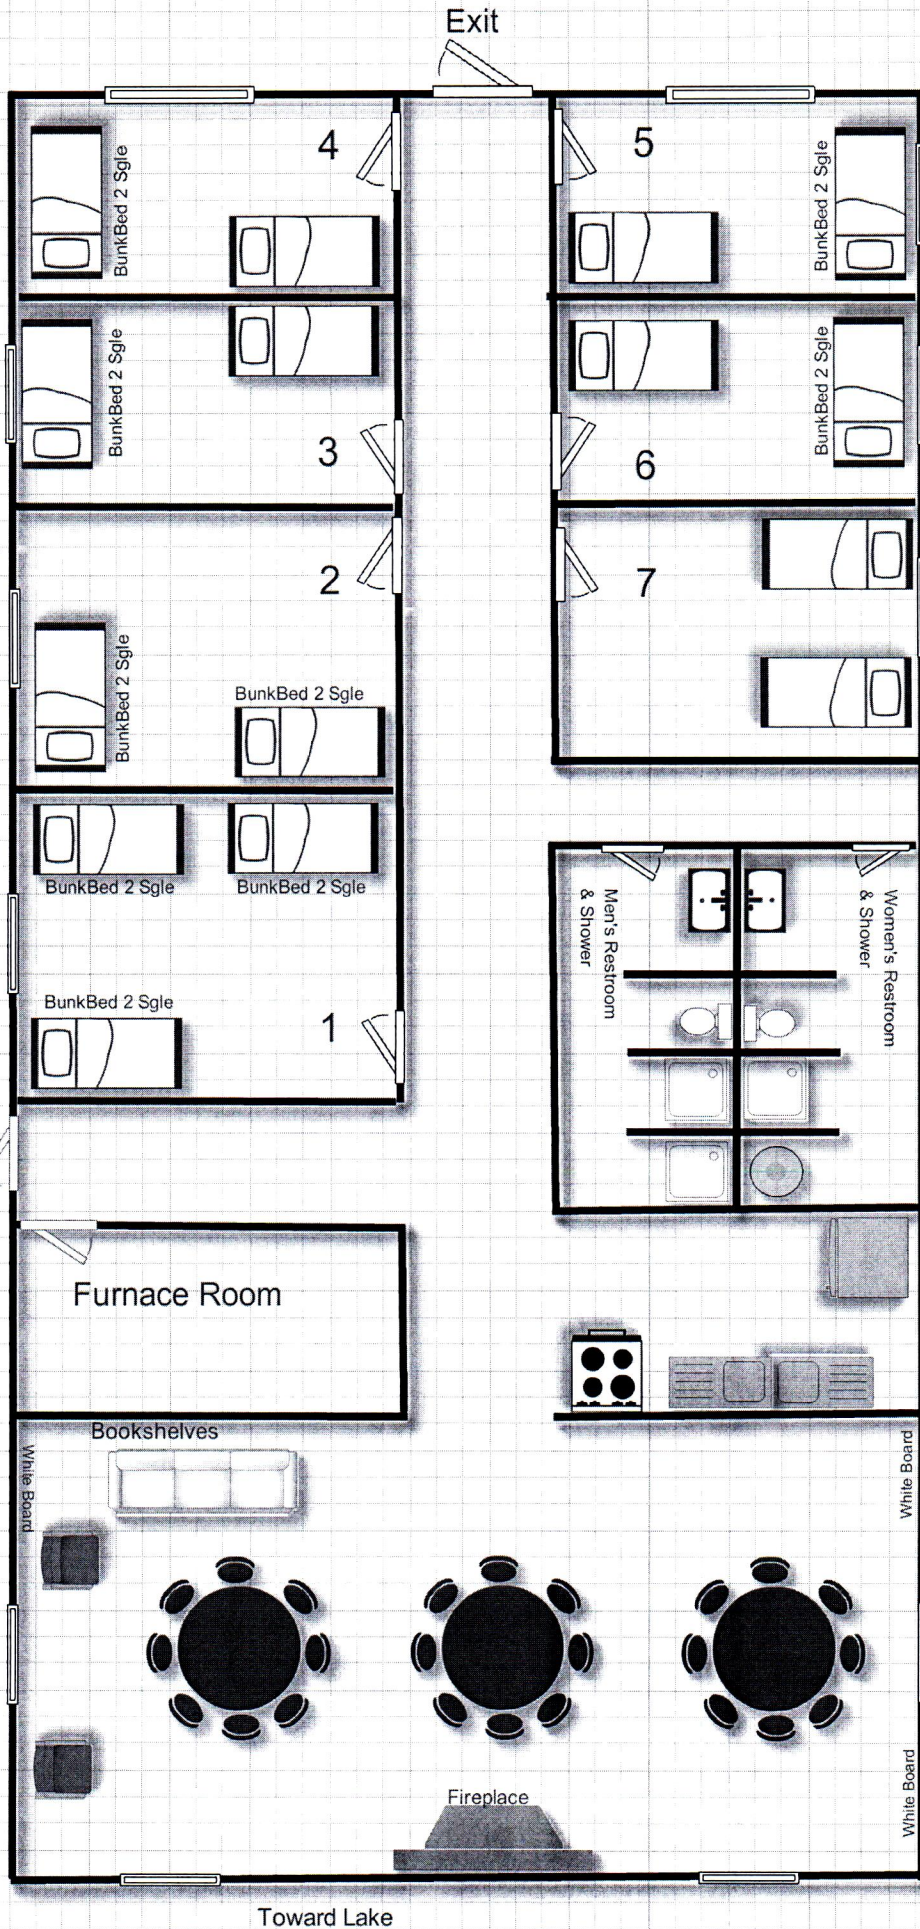 Exit
4
BunkBed 2 Sgle
5
BunkBed 2 Sgle
BunkBed 2 Sgle
3
BunkBed 2 Sgle
6
2
BunkBed 2 Sgle
BunkBed 2 Sgle
7
BunkBed 2 Sgle
BunkBed 2 Sgle
BunkBed 2 Sgle
1
Men's Restroom
& Shower
Women's Restroom
& Shower
Furnace Room
Bookshelves
White Board
White Board
Fireplace
White Board
Toward Lake